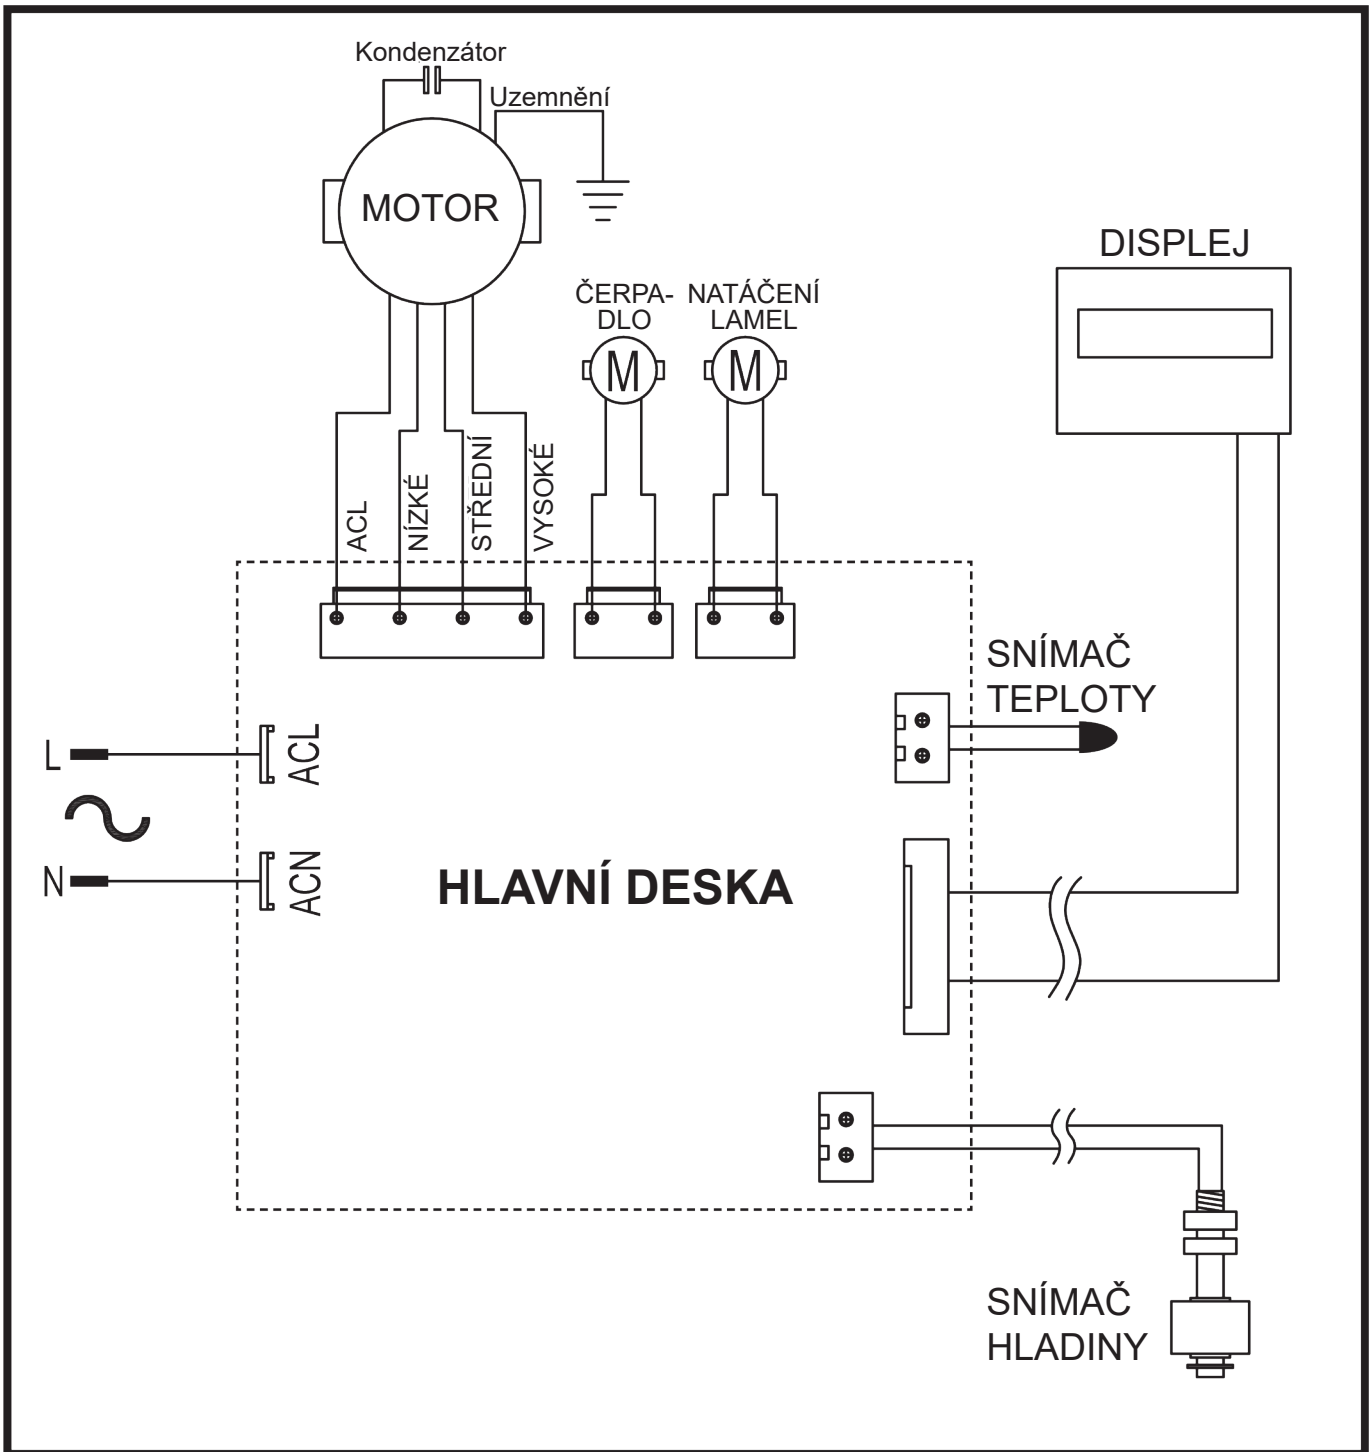 Kondenzátor
Uzemnění
MOTOR
DISPLEJ
ČERPA-
DLO
NATÁČENÍ
LAMEL
M
M
ACL
NÍZKÉ
STŘEDNÍ
VYSOKÉ
SNÍMAČ
TEPLOTY
L
ACL
N
ACN
HLAVNÍ DESKA
SNÍMAČ
HLADINY